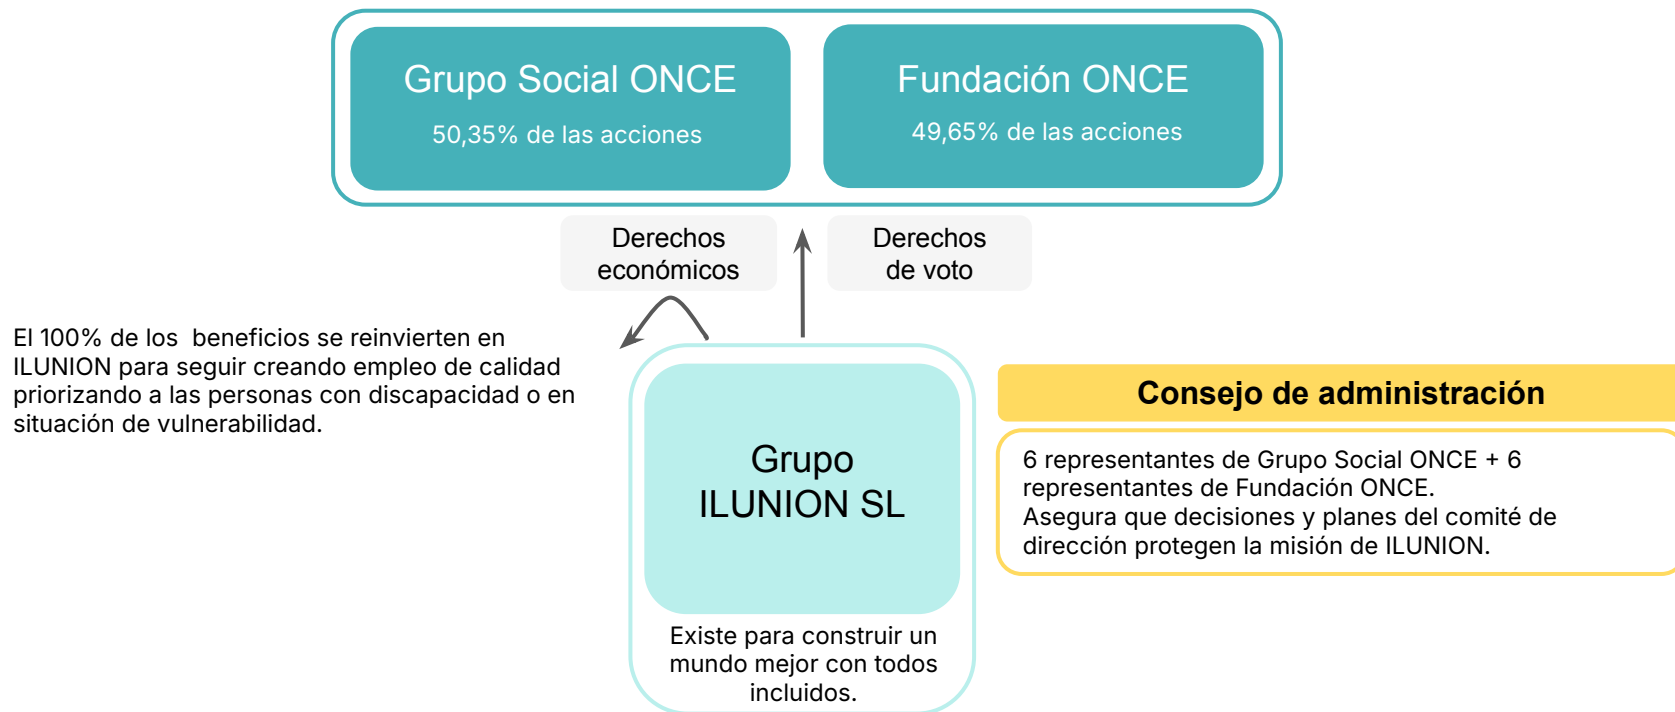 Grupo Social ONCE
50,35% de las acciones
Fundación ONCE
49,65% de las acciones
Derechos
económicos
Derechos
de voto
El 100% de los  beneficios se reinvierten en
ILUNION para seguir creando empleo de calidad
priorizando a las personas con discapacidad o en
situación de vulnerabilidad.
Grupo
ILUNION SL
Existe para construir un
mundo mejor con todos
incluidos.
Consejo de administración
6 representantes de Grupo Social ONCE + 6
representantes de Fundación ONCE.
Asegura que decisiones y planes del comité de
dirección protegen la misión de ILUNION.